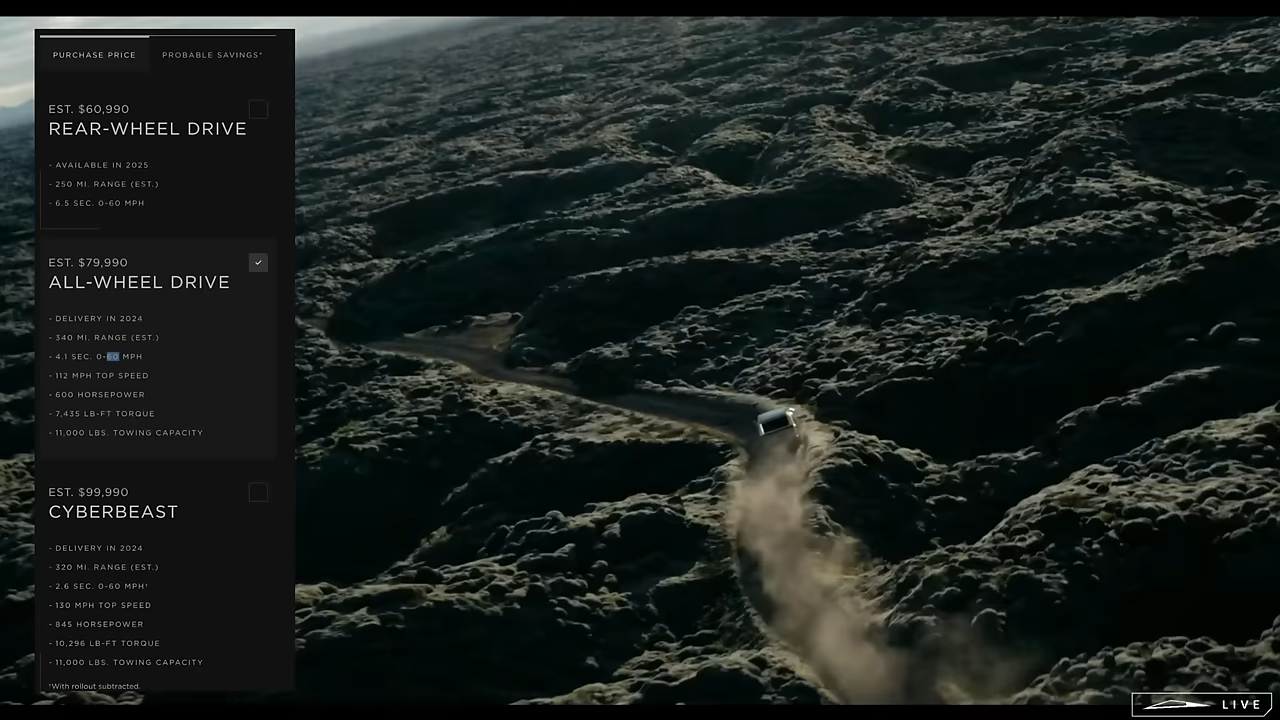 PURCHASE PRICE
PROBABLE SAVINGS*
EST. $60,990
REAR-WHEEL DRIVE
- AVAILABLE IN 2025
- 250 MI. RANGE (EST.)
- 6.5 SEC. 0-60 MPH
EST. $79,990
ALL-WHEEL DRIVE
- DELIVERY IN 2024
- 340 MI. RANGE (EST.)
- 4.1 SEC. 0-60 MPH
- 112 MPH TOP SPEED
- 600 HORSEPOWER
- 7,435 LB-FT TORQUE
- 11,000 LBS. TOWING CAPACITY
EST. $99,990
CYBERBEAST
- DELIVERY IN 2024
- 320 MI. RANGE (EST.)
- 2.6 SEC. 0-60 MPH¹
- 130 MPH TOP SPEED
- 845 HORSEPOWER
- 10,296 LB-FT TORQUE
- 11,000 LBS. TOWING CAPACITY
¹With rollout subtracted.
LIVE